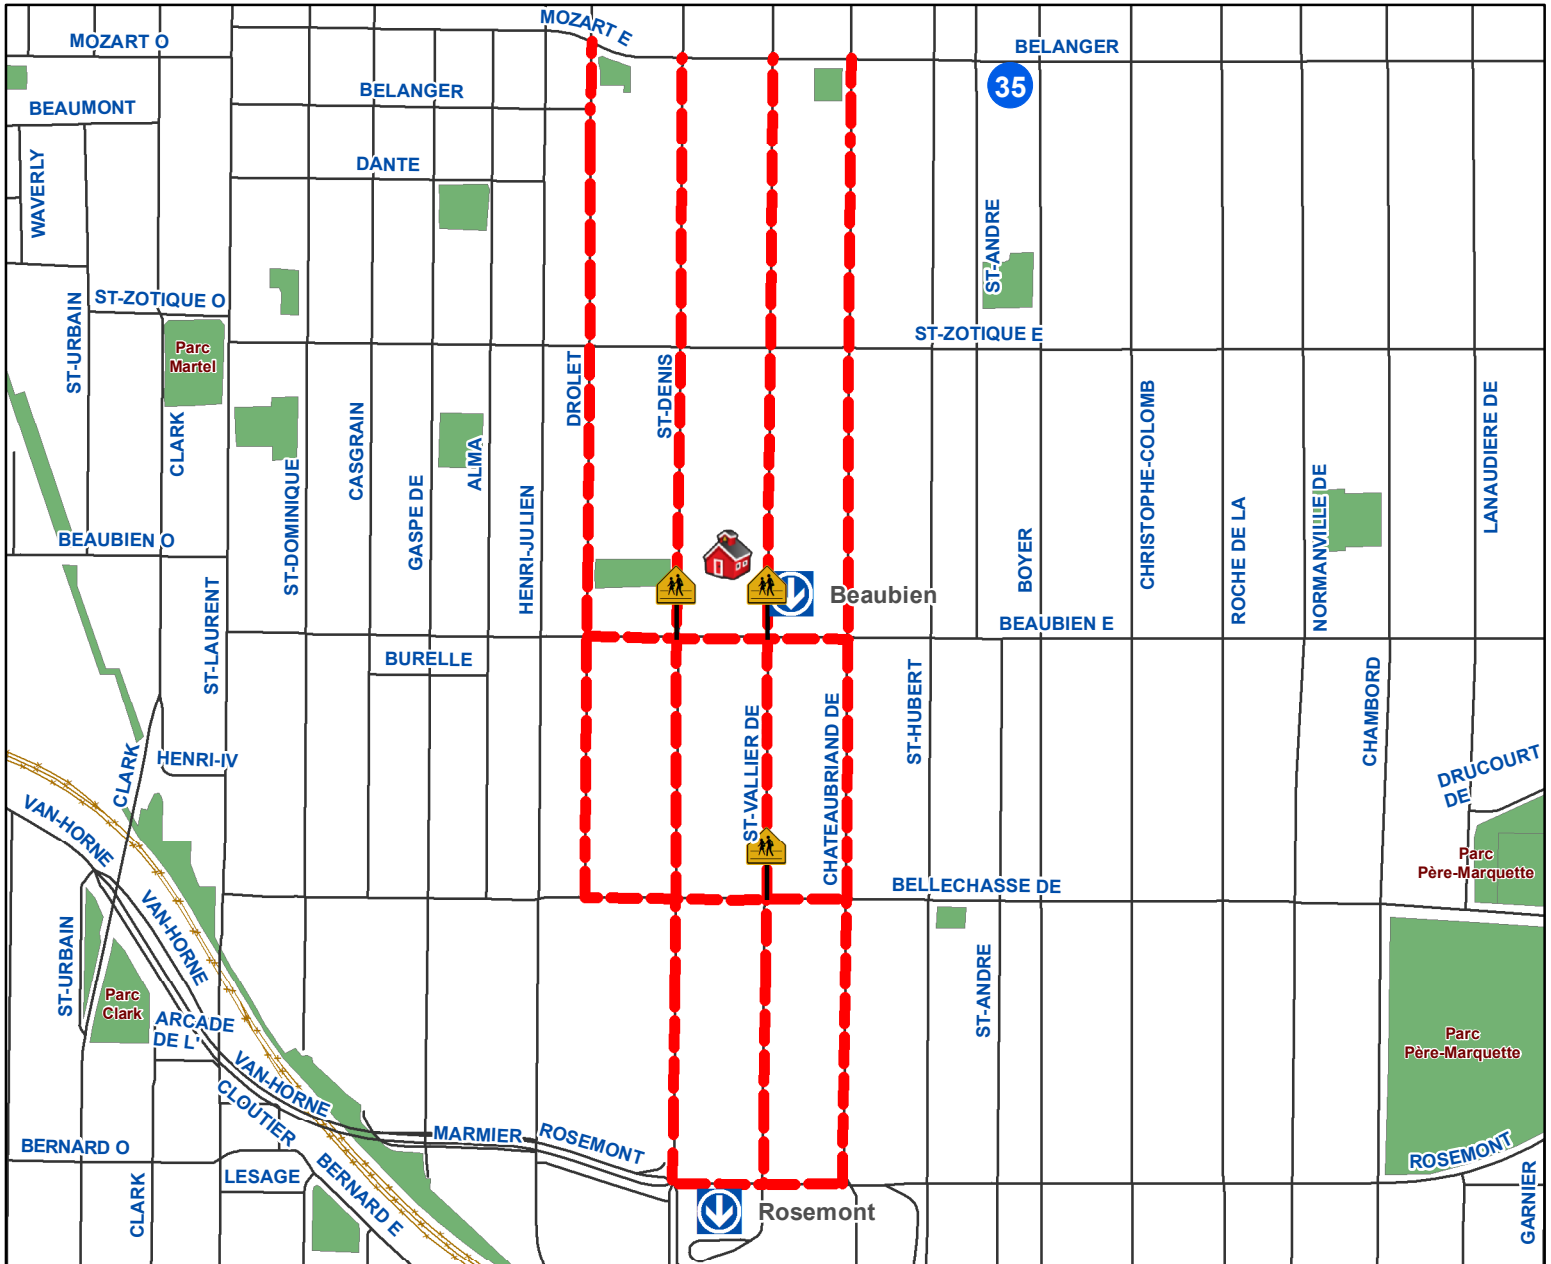 MOZART E
MOZART O
BELANGER
35
BELANGER
BEAUMONT
DANTE
WAVERLY
ST-ANDRE
ST-ZOTIQUE O
ST-URBAIN
ST-ZOTIQUE E
Parc
Martel
DROLET
ST-DENIS
CLARK
CASGRAIN
ALMA
CHRISTOPHE-COLOMB
LANAUDIERE DE
ST-DOMINIQUE
GASPE DE
HENRI-JULIEN
ROCHE DE LA
NORMANVILLE DE
BOYER
BEAUBIEN O
Beaubien
BEAUBIEN E
ST-LAURENT
BURELLE
ST-HUBERT
CHAMBORD
ST-VALLIER DE
CHATEAUBRIAND DE
HENRI-IV
CLARK
DRUCOURT
DE
VAN-HORNE
Parc
Père-Marquette
BELLECHASSE DE
VAN-HORNE
ST-URBAIN
ST-ANDRE
Parc
Clark
ARCADE
DE L'
Parc
Père-Marquette
VAN-HORNE
CLOUTIER
MARMIER
ROSEMONT
BERNARD O
ROSEMONT
LESAGE
BERNARD E
CLARK
Rosemont
GARNIER